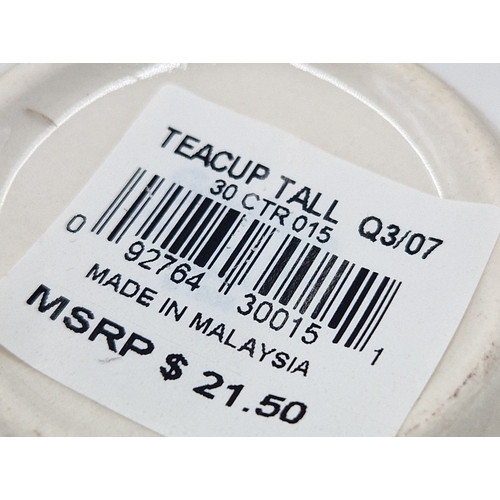 TEACUP TALL Q3/07
30 CTR 015
0 92764 30015 1
MADE IN MALAYSIA
MSRP $ 21.50